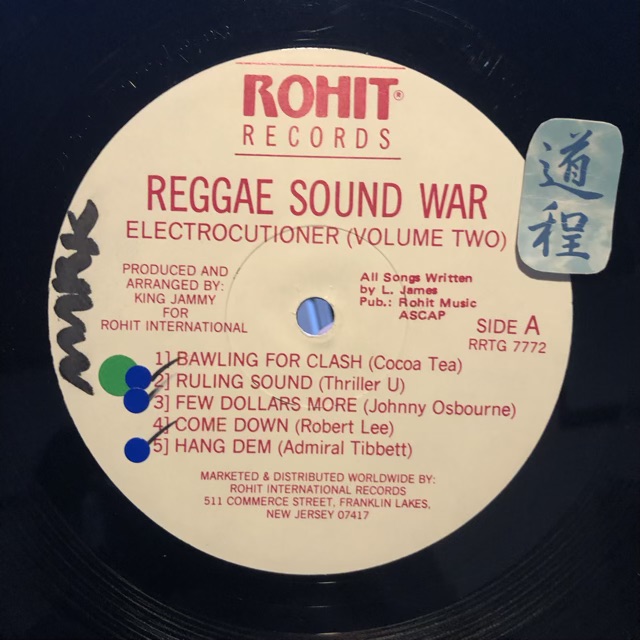 ROHIT®
RECORDS
REGGAE SOUND WAR
ELECTROCUTIONER (VOLUME TWO)
PRODUCED AND
ARRANGED BY:
KING JAMMY
FOR
ROHIT INTERNATIONAL
All Songs Written
by L. James
Pub.: Rohit Music
ASCAP
SIDE A
RRTG 7772
1] BAWLING FOR CLASH (Cocoa Tea)
2] RULING SOUND (Thriller U)
3] FEW DOLLARS MORE (Johnny Osbourne)
4] COME DOWN (Robert Lee)
5] HANG DEM (Admiral Tibbett)
MARKETED & DISTRIBUTED WORLDWIDE BY:
ROHIT INTERNATIONAL RECORDS
511 COMMERCE STREET, FRANKLIN LAKES,
NEW JERSEY 07417
道程